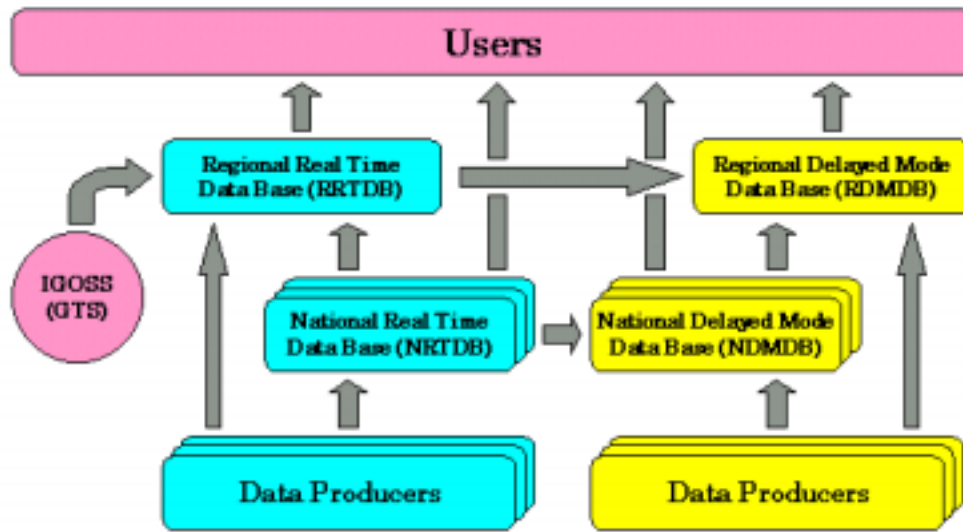 Users
Regional Real Time
Data Base (RRTDB)
Regional Delayed Mode
Data Base (RDMDB)
IGOSS
(GTS)
National Real Time
Data Base (NRTDB)
National Delayed Mode
Data Base (NDMDB)
Data Producers
Data Producers